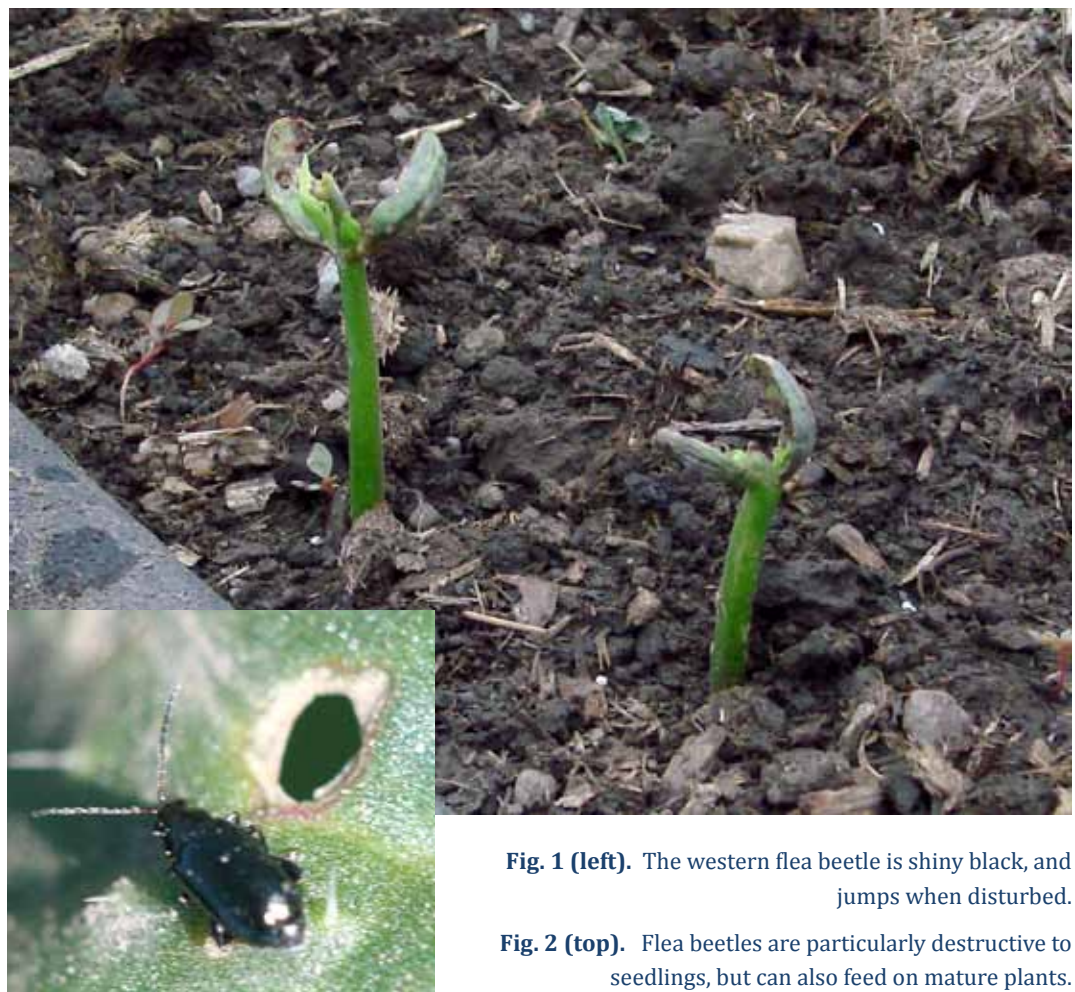 Fig. 1 (left). The western flea beetle is shiny black, and
jumps when disturbed.
Fig. 2 (top). Flea beetles are particularly destructive to
seedlings, but can also feed on mature plants.